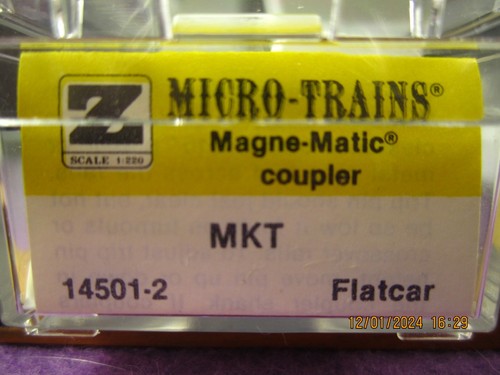 Z
SCALE 1:220
MICRO-TRAINS®
Magne-Matic®
coupler
MKT
14501-2
Flatcar
12/01/2024 16:29